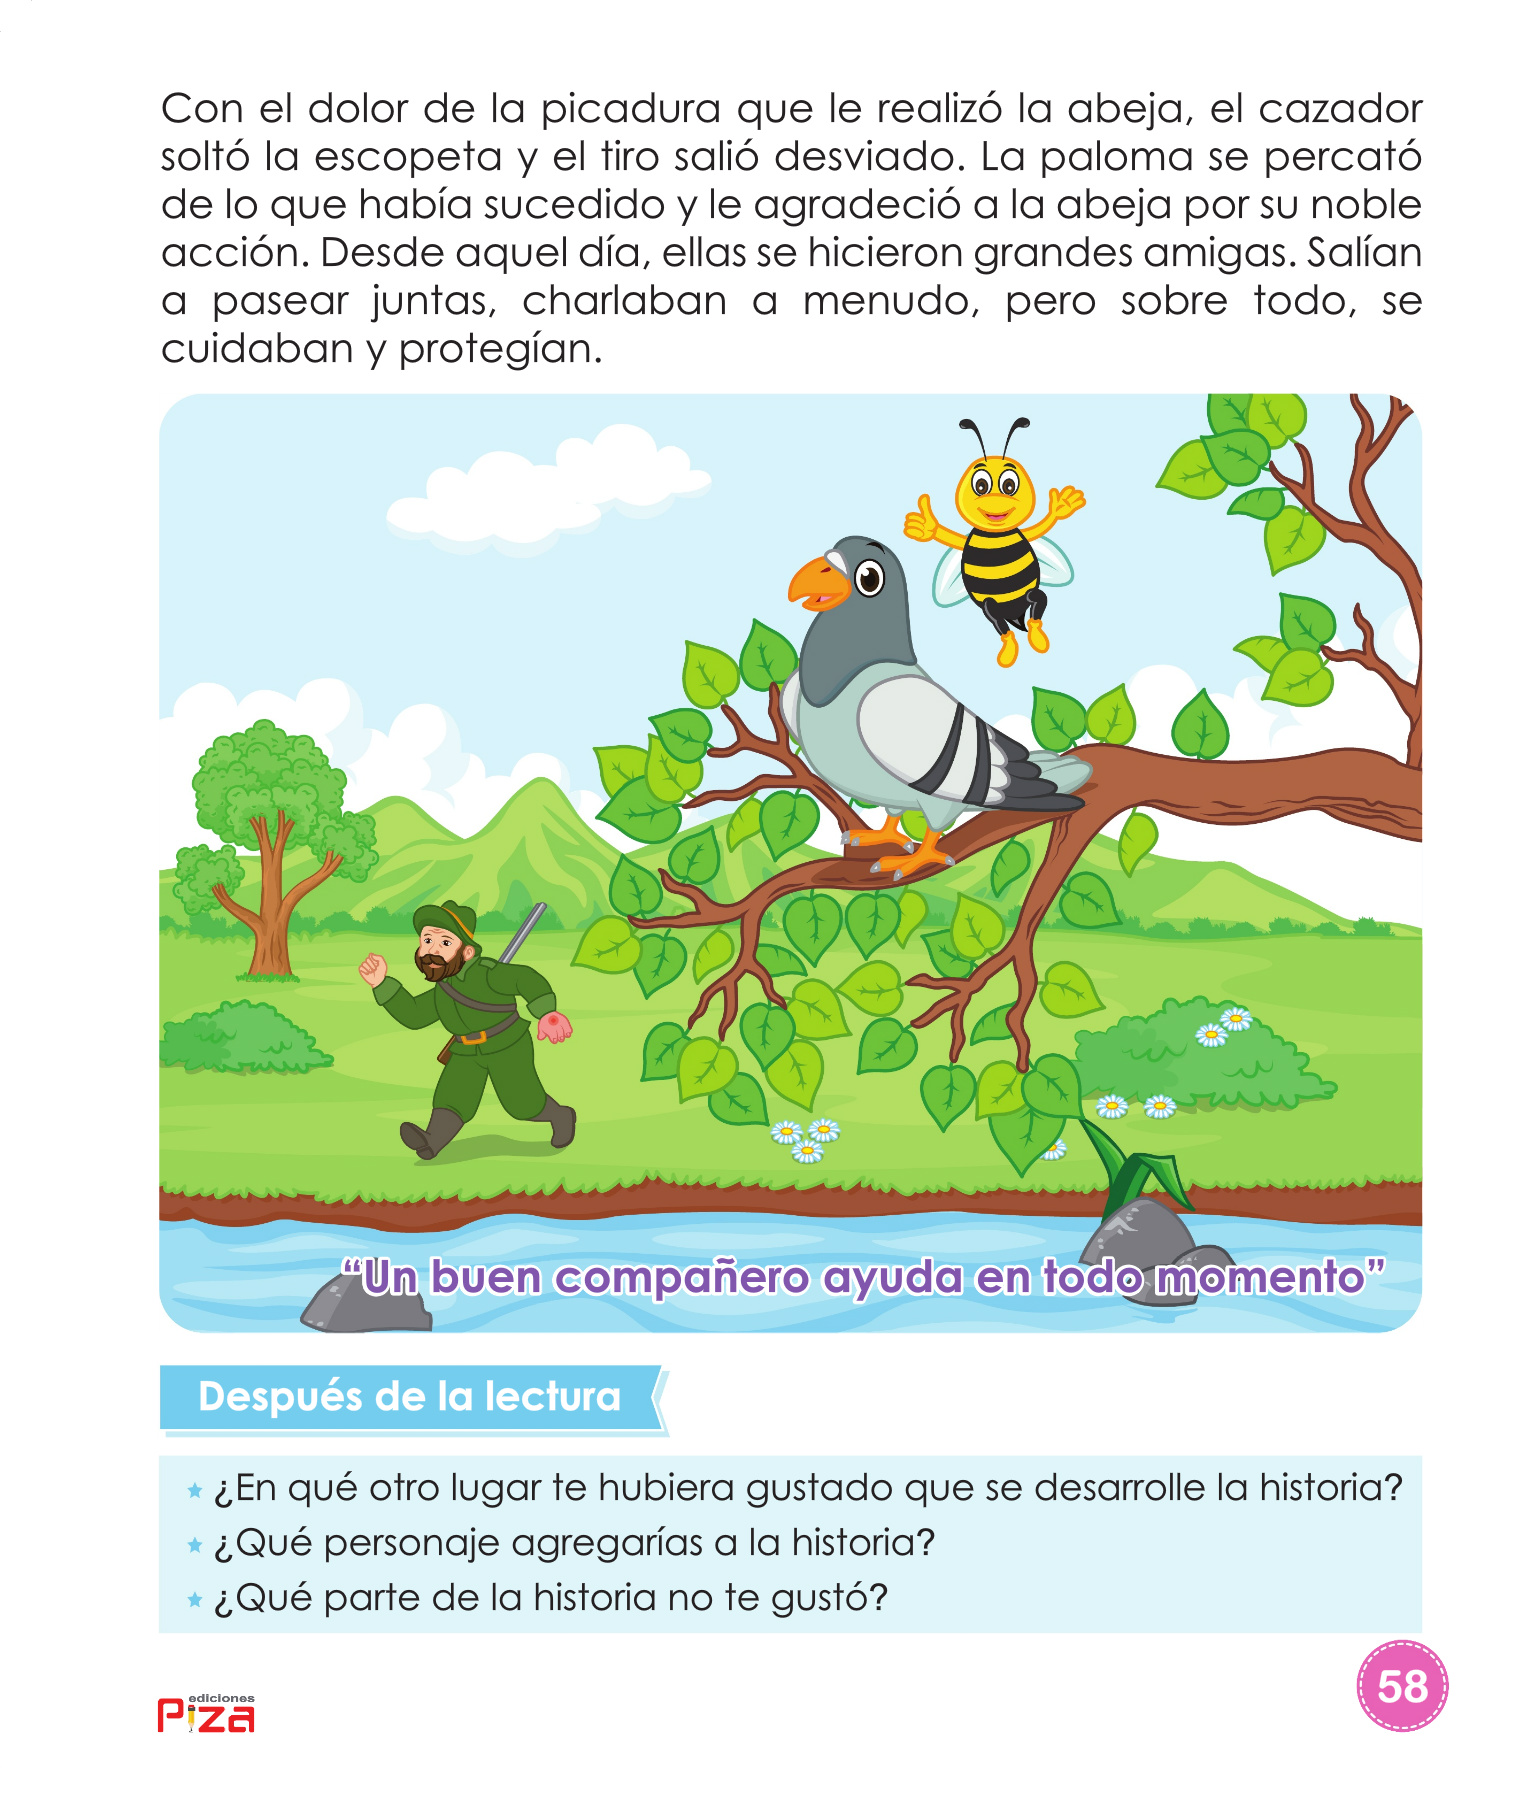 Con el dolor de la picadura que le realizó la abeja, el cazador
soltó la escopeta y el tiro salió desviado. La paloma se percató
de lo que había sucedido y le agradeció a la abeja por su noble
acción. Desde aquel día, ellas se hicieron grandes amigas. Salían
a pasear juntas, charlaban a menudo, pero sobre todo, se
cuidaban y protegían.
“Un buen compañero ayuda en todo momento”
Después de la lectura
¿En qué otro lugar te hubiera gustado que se desarrolle la historia?
¿Qué personaje agregarías a la historia?
¿Qué parte de la historia no te gustó?
ediciones
Piza
58